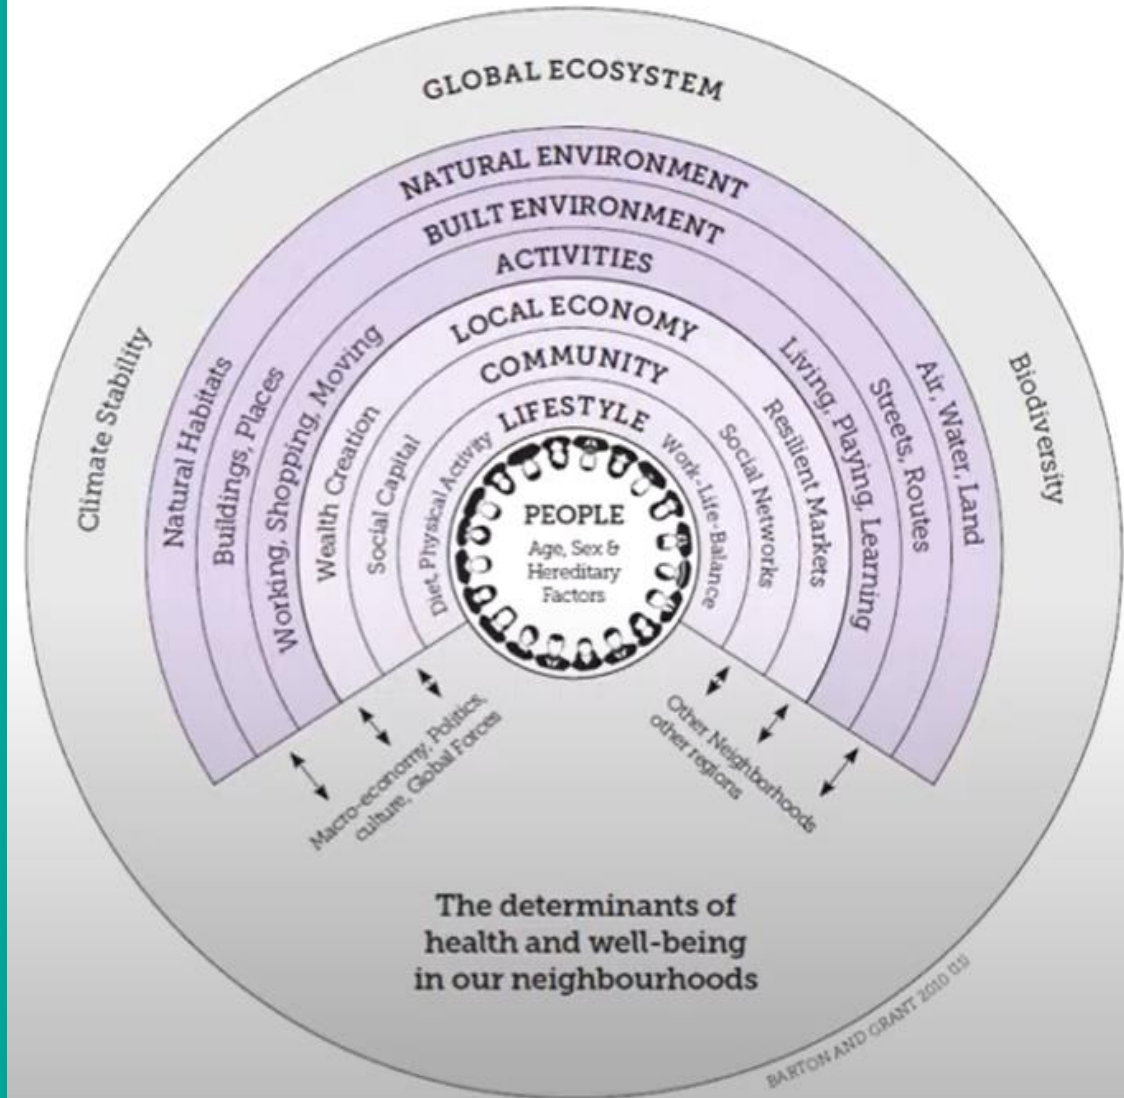 GLOBAL ECOSYSTEM
NATURAL ENVIRONMENT
BUILT ENVIRONMENT
ACTIVITIES
LOCAL ECONOMY
COMMUNITY
LIFESTYLE
PEOPLE
Age, Sex &
Hereditary
Factors
Climate Stability
Natural Habitats
Buildings, Places
Working, Shopping, Moving
Wealth Creation
Social Capital
Diet, Physical Activity
Work-Life-Balance
Social Networks
Resilient Markets
Living, Playing, Learning
Streets, Routes
Air, Water, Land
Biodiversity
Macro-economy, Politics,
culture, Global Forces
Other Neighborhoods
other regions
The determinants of
health and well-being
in our neighbourhoods
BARTON AND GRANT 2010